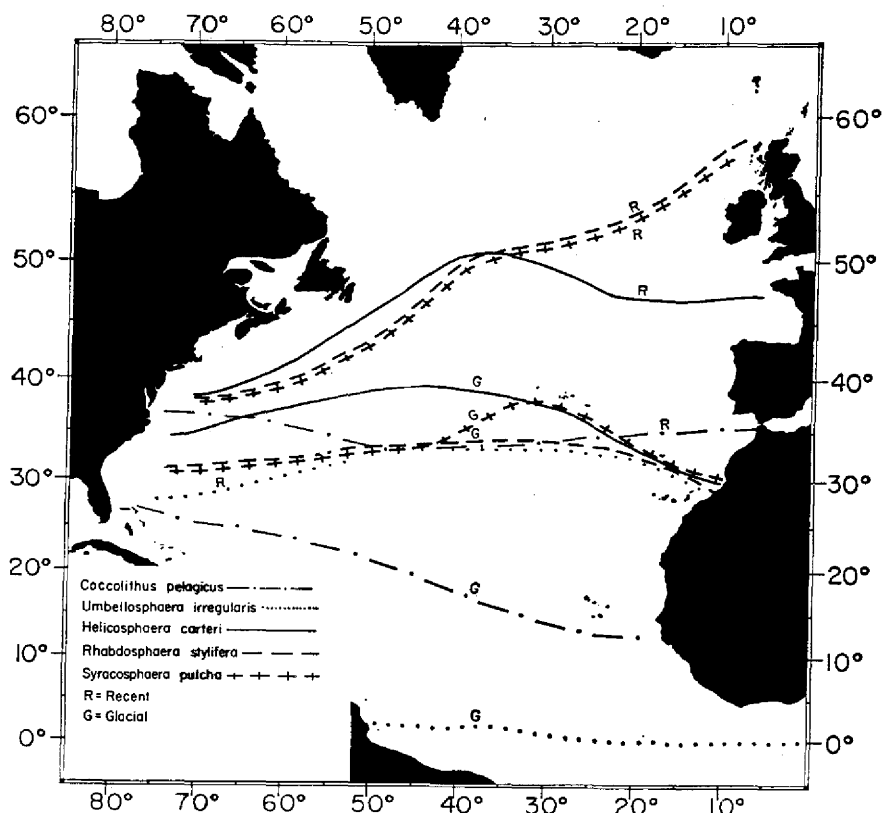 80° 70° 60° 50° 40° 30° 20° 10°
60° 60°
R
R
50° 50°
R
40° 40°
G
G
R
G
30° 30°
R
20° 20°
G
Coccolithus pelagicus
Umbellosphaera irregularis
Helicosphaera carteri
10° 10°
Rhabdosphaera stylifera
Syracosphaera pulcha
R = Recent
G = Glacial
G
0° 0°
80° 70° 60° 50° 40° 30° 20° 10°